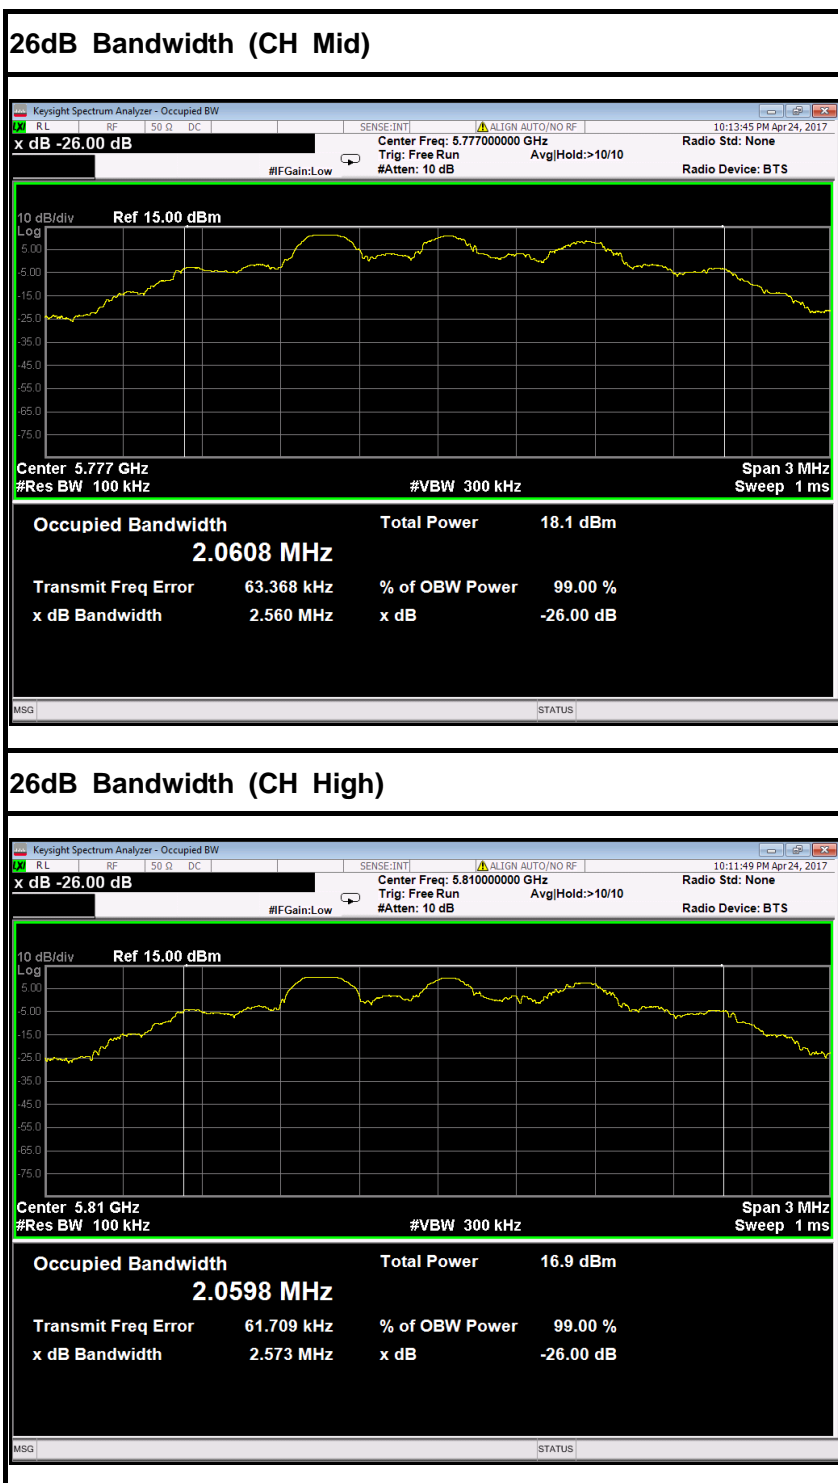 26dB Bandwidth (CH Mid)
Keysight Spectrum Analyzer - Occupied BW
LXI RL RF 50 Ω DC SENSE:INT ALIGN AUTO/NO RF 10:13:45 PM Apr 24, 2017
x dB -26.00 dB Center Freq: 5.777000000 GHz Radio Std: None
Trig: Free Run Avg|Hold:>10/10
#IFGain:Low #Atten: 10 dB Radio Device: BTS
10 dB/div Ref 15.00 dBm
Log
5.00
-5.00
-15.0
-25.0
-35.0
-45.0
-55.0
-65.0
-75.0
Center 5.777 GHz Span 3 MHz
#Res BW 100 kHz #VBW 300 kHz Sweep 1 ms
Occupied Bandwidth Total Power 18.1 dBm
2.0608 MHz
Transmit Freq Error 63.368 kHz % of OBW Power 99.00 %
x dB Bandwidth 2.560 MHz x dB -26.00 dB
MSG STATUS
26dB Bandwidth (CH High)
Keysight Spectrum Analyzer - Occupied BW
LXI RL RF 50 Ω DC SENSE:INT ALIGN AUTO/NO RF 10:11:49 PM Apr 24, 2017
x dB -26.00 dB Center Freq: 5.810000000 GHz Radio Std: None
Trig: Free Run Avg|Hold:>10/10
#IFGain:Low #Atten: 10 dB Radio Device: BTS
10 dB/div Ref 15.00 dBm
Log
5.00
-5.00
-15.0
-25.0
-35.0
-45.0
-55.0
-65.0
-75.0
Center 5.81 GHz Span 3 MHz
#Res BW 100 kHz #VBW 300 kHz Sweep 1 ms
Occupied Bandwidth Total Power 16.9 dBm
2.0598 MHz
Transmit Freq Error 61.709 kHz % of OBW Power 99.00 %
x dB Bandwidth 2.573 MHz x dB -26.00 dB
MSG STATUS